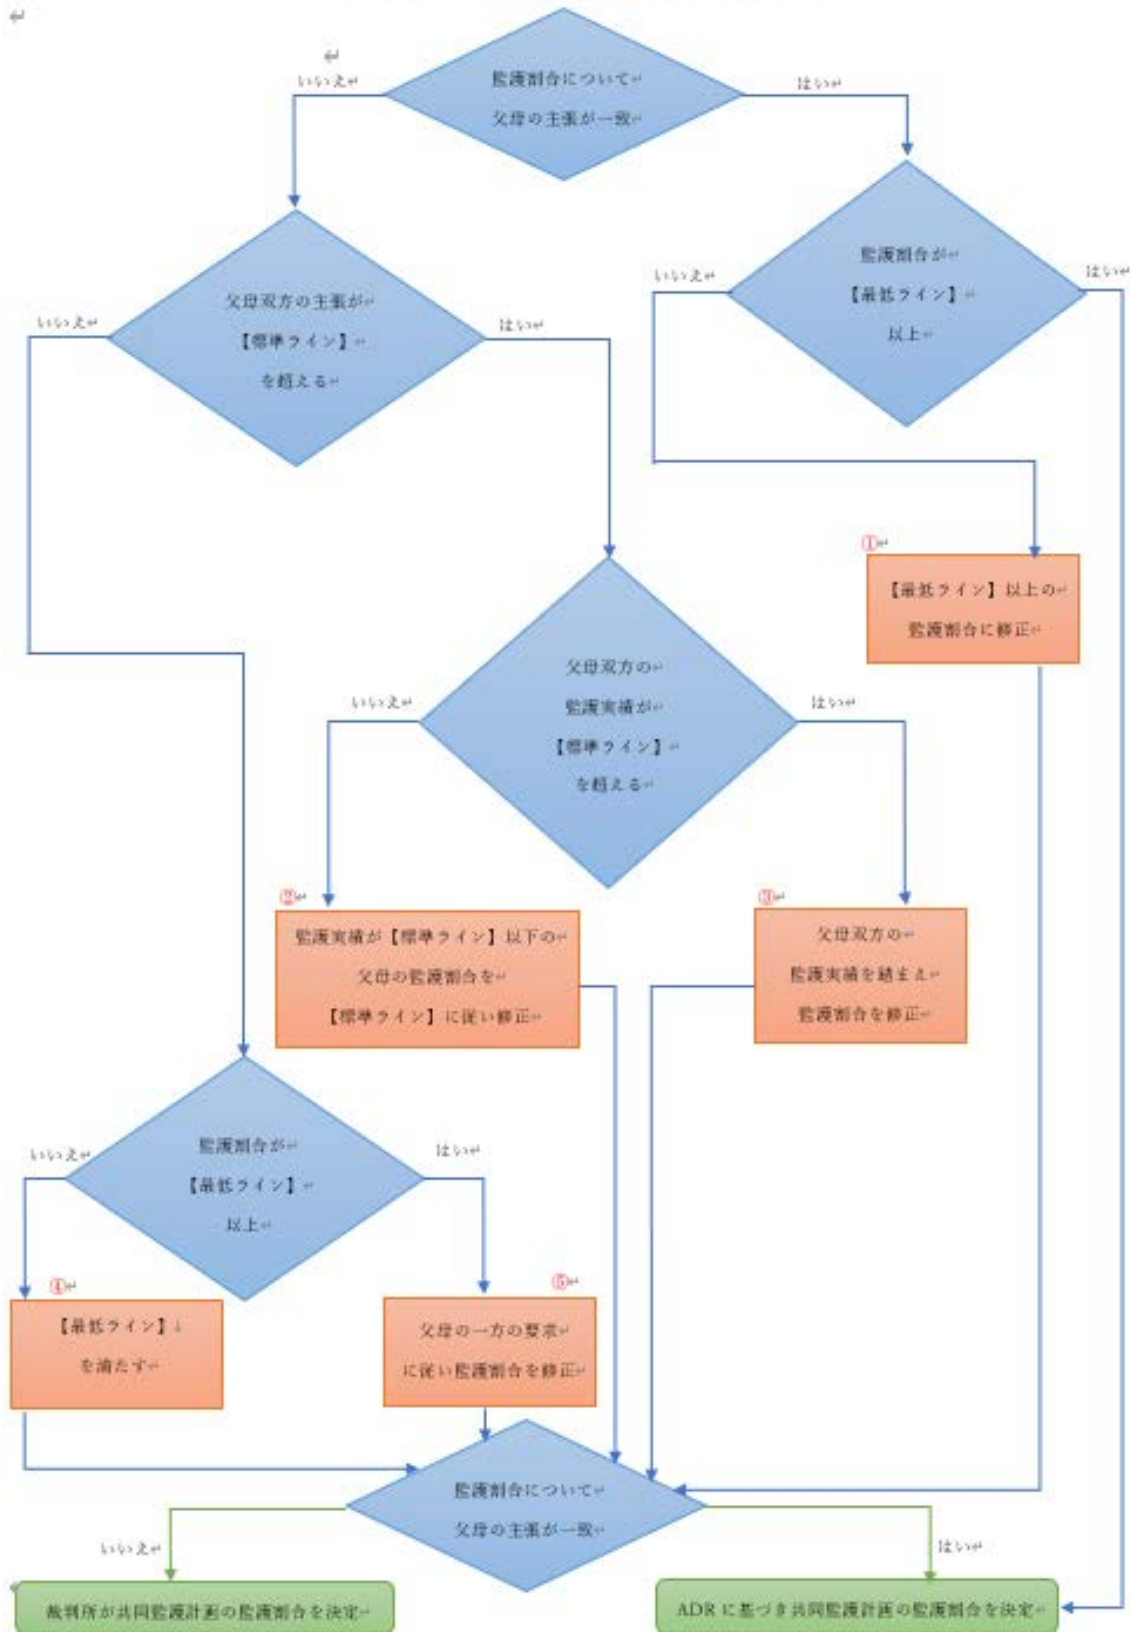 監護割合について
父母の主張が一致
いいえ
はい
監護割合が
【最低ライン】
以上
いいえ
はい
父母双方の主張が
【標準ライン】
を超える
いいえ
はい
①
【最低ライン】以上の
監護割合に修正
父母双方の
監護実績が
【標準ライン】
を超える
いいえ
はい
②
監護実績が【標準ライン】以下の
父母の監護割合を
【標準ライン】に従い修正
③
父母双方の
監護実績を踏まえ
監護割合を修正
監護割合が
【最低ライン】
以上
いいえ
はい
④
【最低ライン】↓
を満たす
⑤
父母の一方の要求
に従い監護割合を修正
監護割合について
父母の主張が一致
いいえ
はい
裁判所が共同監護計画の監護割合を決定
ADRに基づき共同監護計画の監護割合を決定